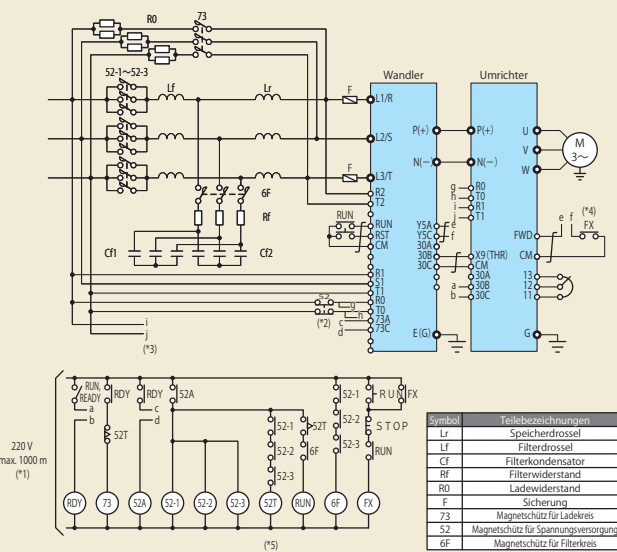 R0
73
52-1～52-3
Lf
Lr
F
F
Wandler
Umrichter
L1/R
L2/S
L3/T
R2
T2
P(+)
N(−)
P(+)
N(−)
U
V
W
M
3～
6F
Rf
Cf1
Cf2
RUN
RUN
RST
CM
Y5A
Y5C
30A
30B
30C
e
f
g
h
i
j
R0
T0
R1
T1
X9(THR)
CM
30A
30B
30C
a
b
FWD
CM
13
12
11
e f
FX
(*4)
R1
S1
T1
R0
T0
73A
73C
52
(*2)
g
h
c
d
i
j
(*3)
E(G)
G
220 V
max. 1000 m
(*1)
RUN,
READY
a
b
RDY
52T
RDY
c
d
52A
52-1
52-2
52-3
52T
6F
52-1
52-2
52-3
RUN
STOP
RUN
FX
RDY
73
52A
52-1
52-2
52-3
52T
RUN
6F
FX
(*5)
Symbol Teilebezeichnungen
Lr Speicherdrossel
Lf Filterdrossel
Cf Filterkondensator
Rf Filterwiderstand
R0 Ladewiderstand
F Sicherung
73 Magnetschütz für Ladekreis
52 Magnetschütz für Spannungsversorgung
6F Magnetschütz für Filterkreis